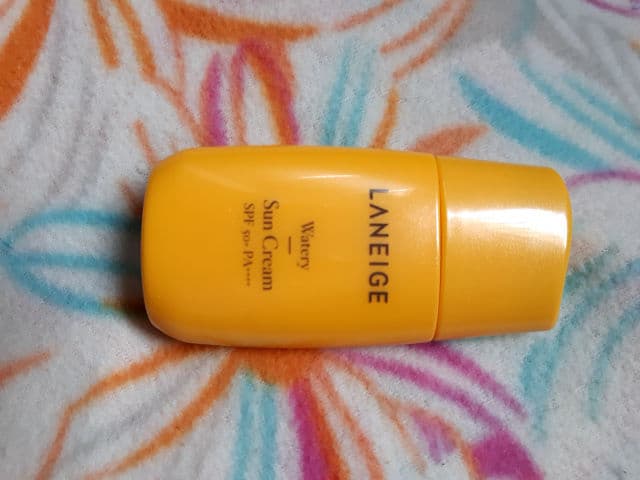 LANEIGE
Watery
Sun Cream
SPF 50+ PA++++